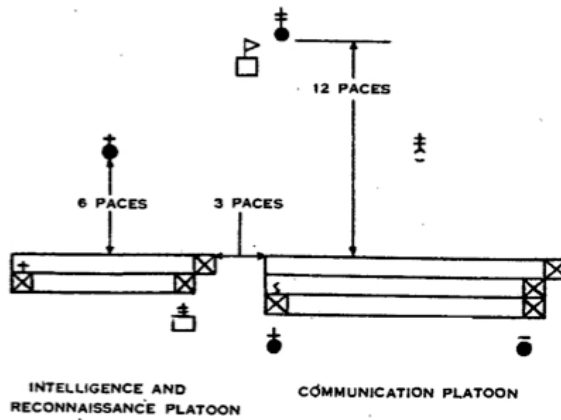 12 PACES
6 PACES
3 PACES
INTELLIGENCE AND
RECONNAISSANCE PLATOON
COMMUNICATION PLATOON